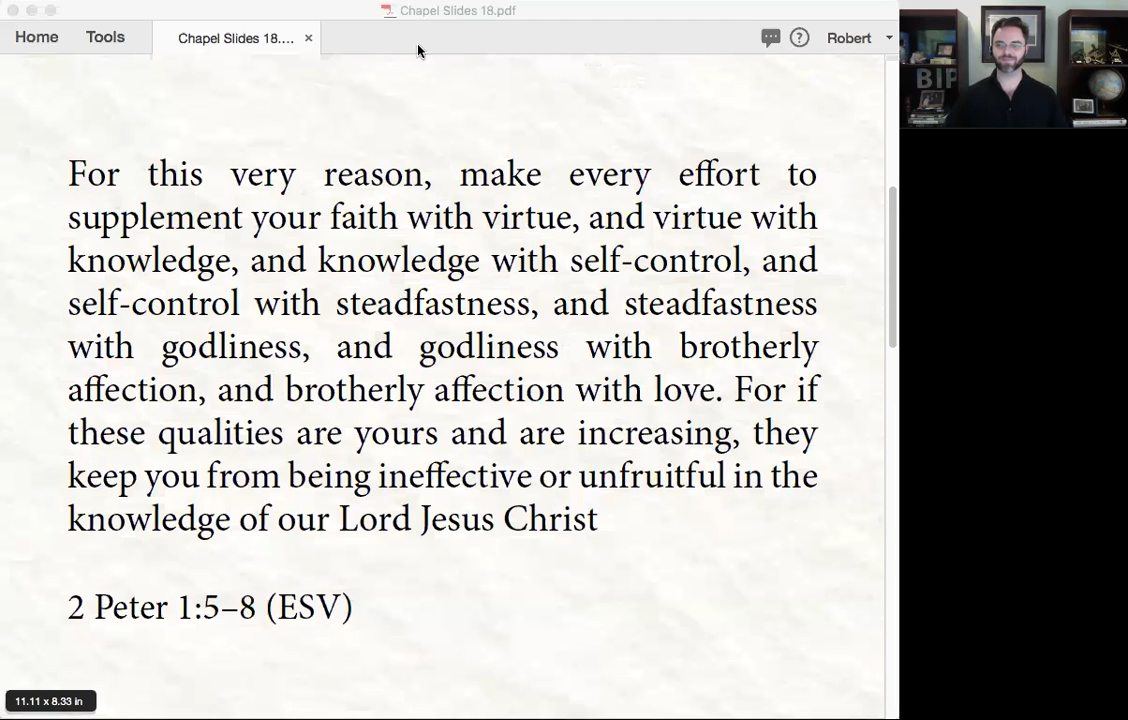 Chapel Slides 18.pdf
Home Tools Chapel Slides 18.... × ? Robert
BIP
For this very reason, make every effort to
supplement your faith with virtue, and virtue with
knowledge, and knowledge with self-control, and
self-control with steadfastness, and steadfastness
with godliness, and godliness with brotherly
affection, and brotherly affection with love. For if
these qualities are yours and are increasing, they
keep you from being ineffective or unfruitful in the
knowledge of our Lord Jesus Christ
2 Peter 1:5–8 (ESV)
11.11 x 8.33 in